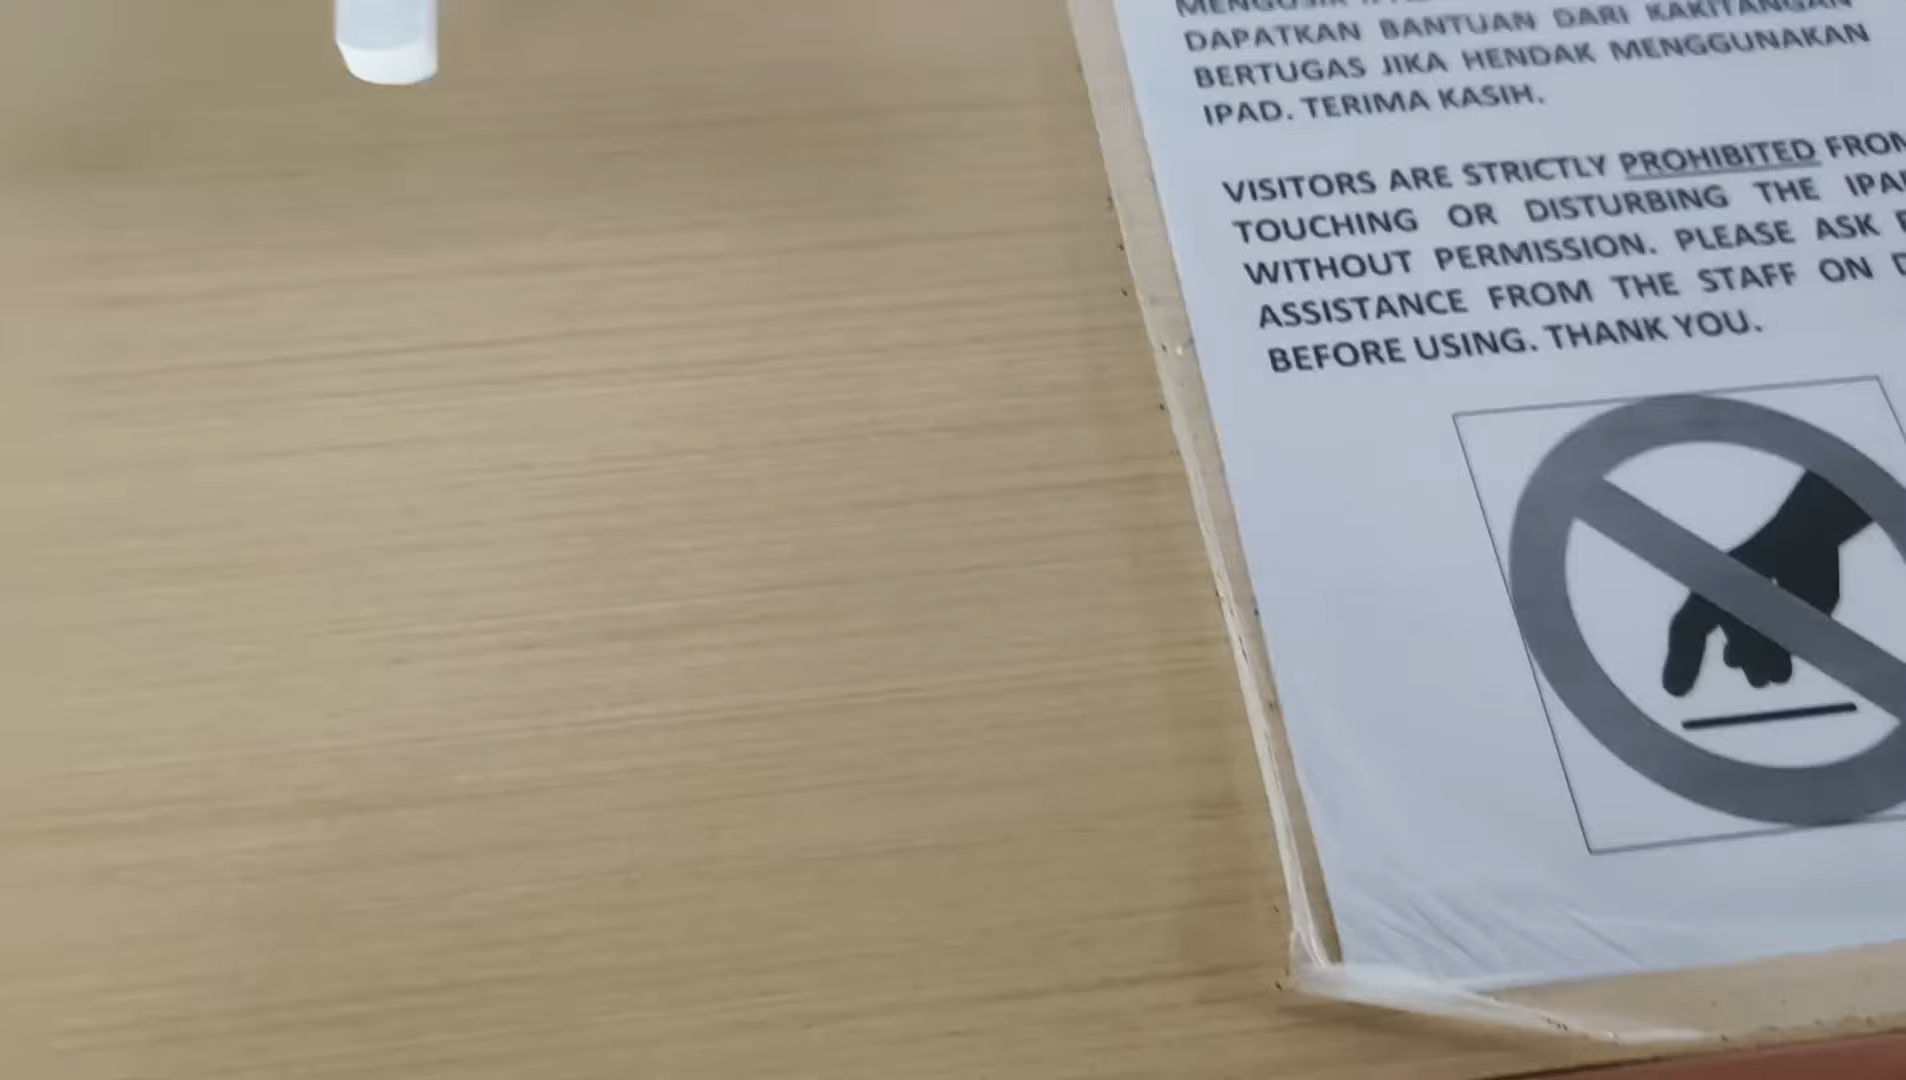 DAPATKAN BANTUAN DARI KAKITANGAN
BERTUGAS JIKA HENDAK MENGGUNAKAN
IPAD. TERIMA KASIH.
VISITORS ARE STRICTLY PROHIBITED FROM
TOUCHING OR DISTURBING THE
WITHOUT PERMISSION. PLEASE ASK
ASSISTANCE FROM THE STAFF ON
BEFORE USING. THANK YOU.